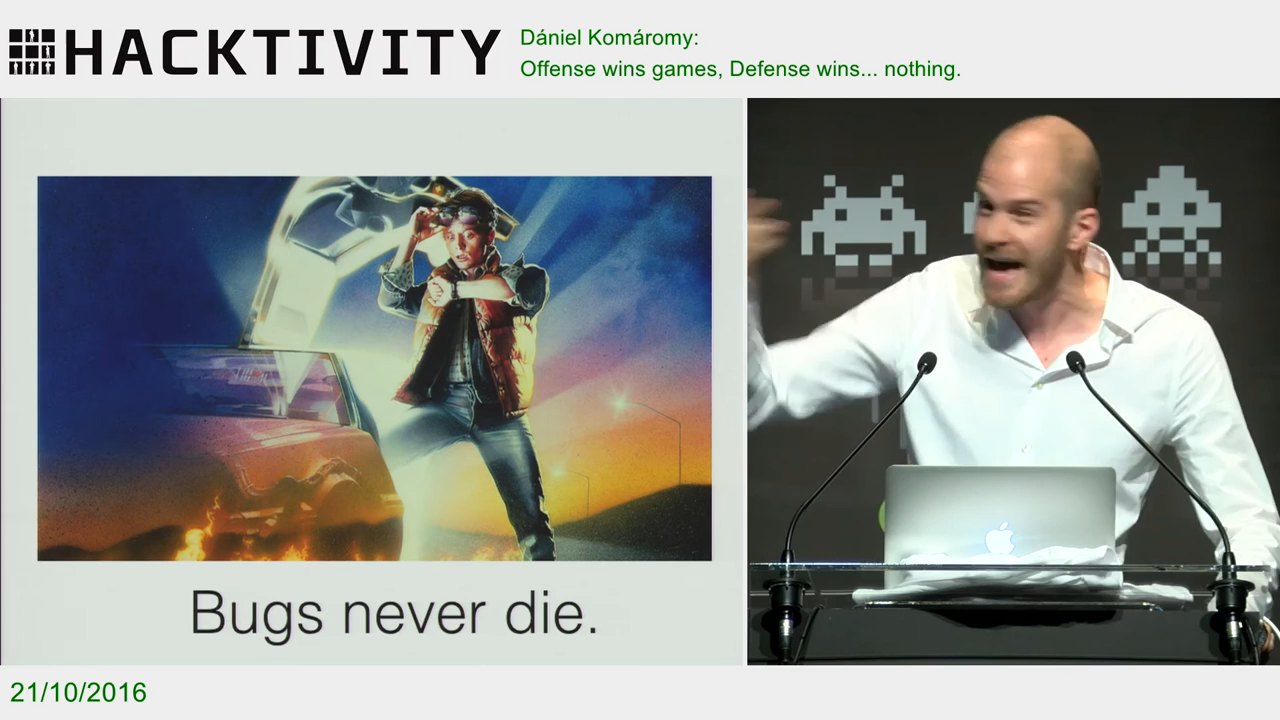 HACKTIVITY
Dániel Komáromy:
Offense wins games, Defense wins... nothing.
Bugs never die.
21/10/2016